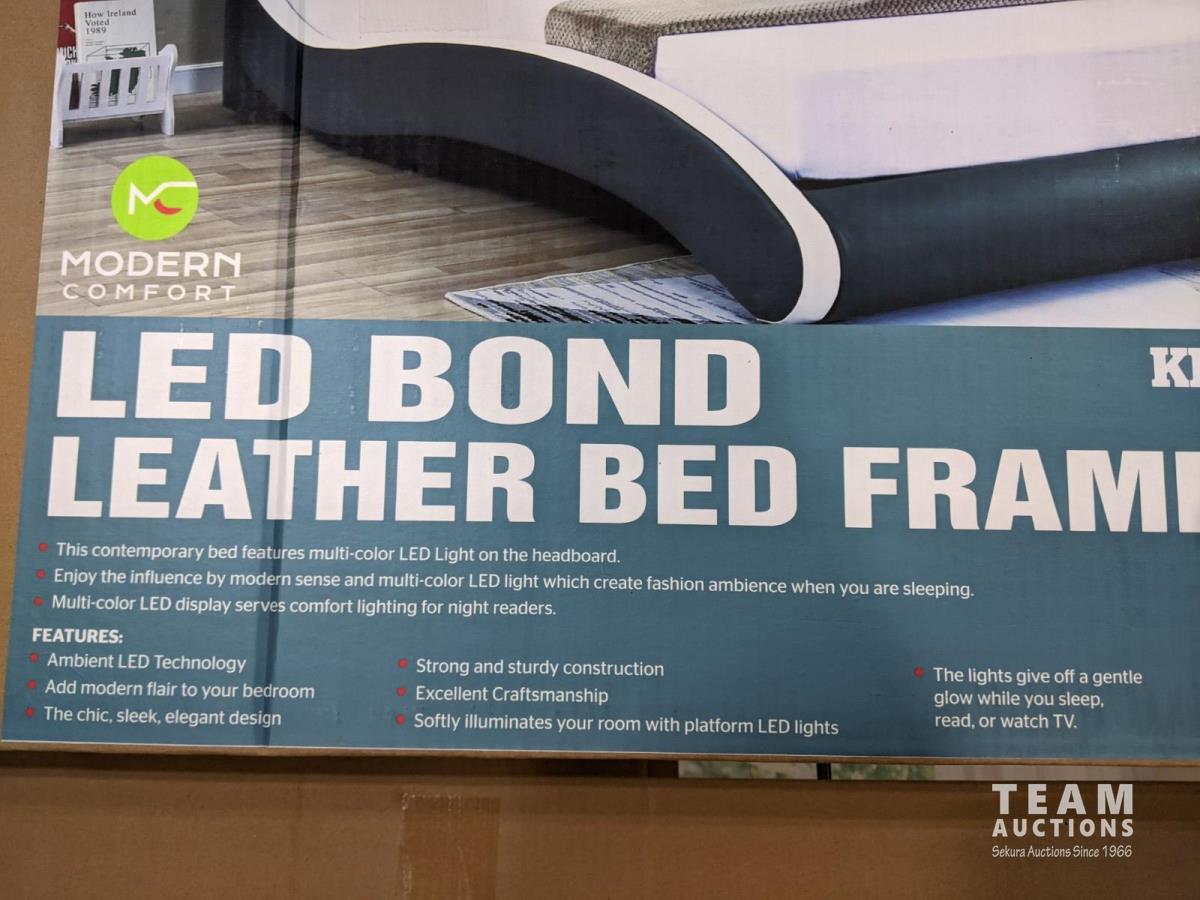 How Ireland
Voted
1989
MODERN
COMFORT
LED BOND
LEATHER BED FRAM
• This contemporary bed features multi-color LED Light on the headboard.
• Enjoy the influence by modern sense and multi-color LED light which create fashion ambience when you are sleeping.
• Multi-color LED display serves comfort lighting for night readers.
FEATURES:
• Ambient LED Technology
• Add modern flair to your bedroom
• The chic, sleek, elegant design
• Strong and sturdy construction
• Excellent Craftsmanship
• Softly illuminates your room with platform LED lights
• The lights give off a gentle
glow while you sleep,
read, or watch TV.
TEAM
AUCTIONS
Sekura Auctions Since 1966